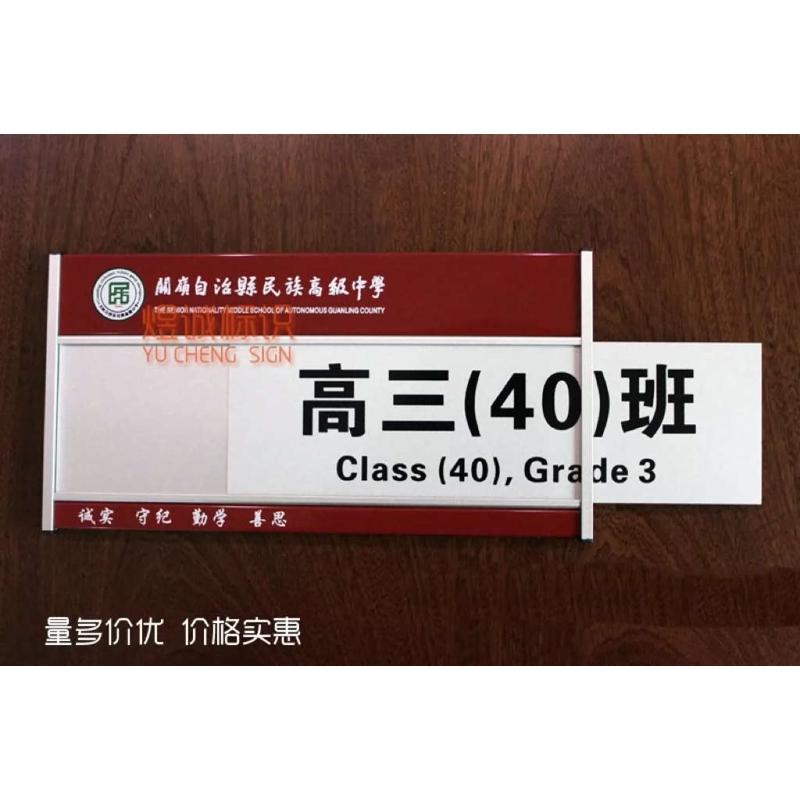 關嶺自治縣民族高級中學
THE SENIOR NATIONALITY MIDDLE SCHOOL OF AUTONOMOUS GUANLING COUNTY
煜诚标识
YU CHENG SIGN
高三(40)班
Class (40), Grade 3
诚实 守纪 勤学 善思
量多价优 价格实惠